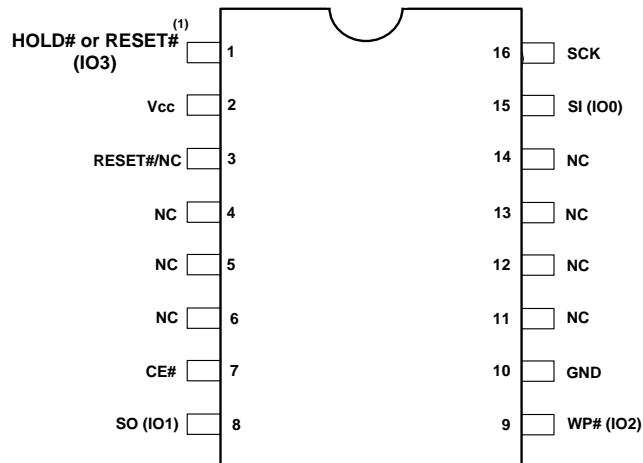 (1)
HOLD# or RESET# 1 16 SCK
(IO3)
Vcc 2 15 SI (IO0)
RESET#/NC 3 14 NC
NC 4 13 NC
NC 5 12 NC
NC 6 11 NC
CE# 7 10 GND
SO (IO1) 8 9 WP# (IO2)